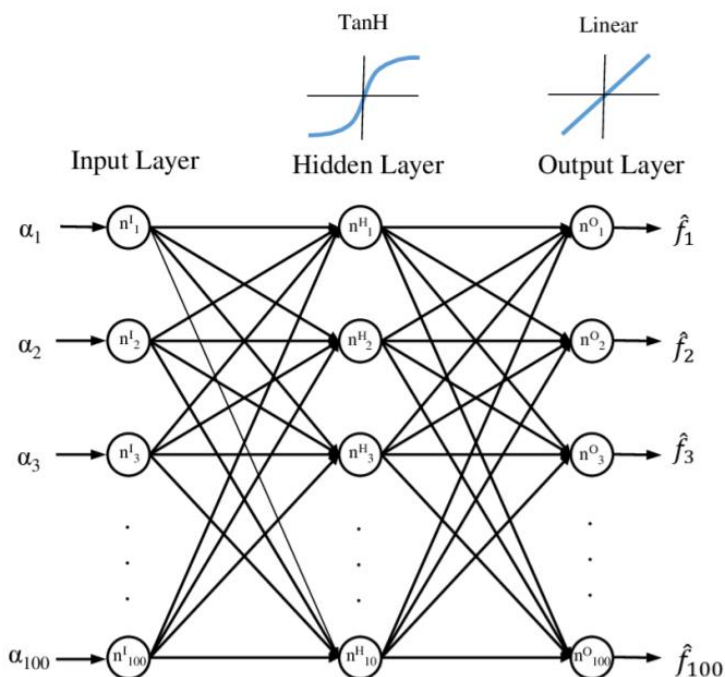 TanH Linear
Input Layer Hidden Layer Output Layer
α₁ nᴵ₁ nᴴ₁ nᴼ₁ f̂₁
α₂ nᴵ₂ nᴴ₂ nᴼ₂ f̂₂
α₃ nᴵ₃ nᴴ₃ nᴼ₃ f̂₃
. . .
. . .
. . .
α₁₀₀ nᴵ₁₀₀ nᴴ₁₀ nᴼ₁₀₀ f̂₁₀₀